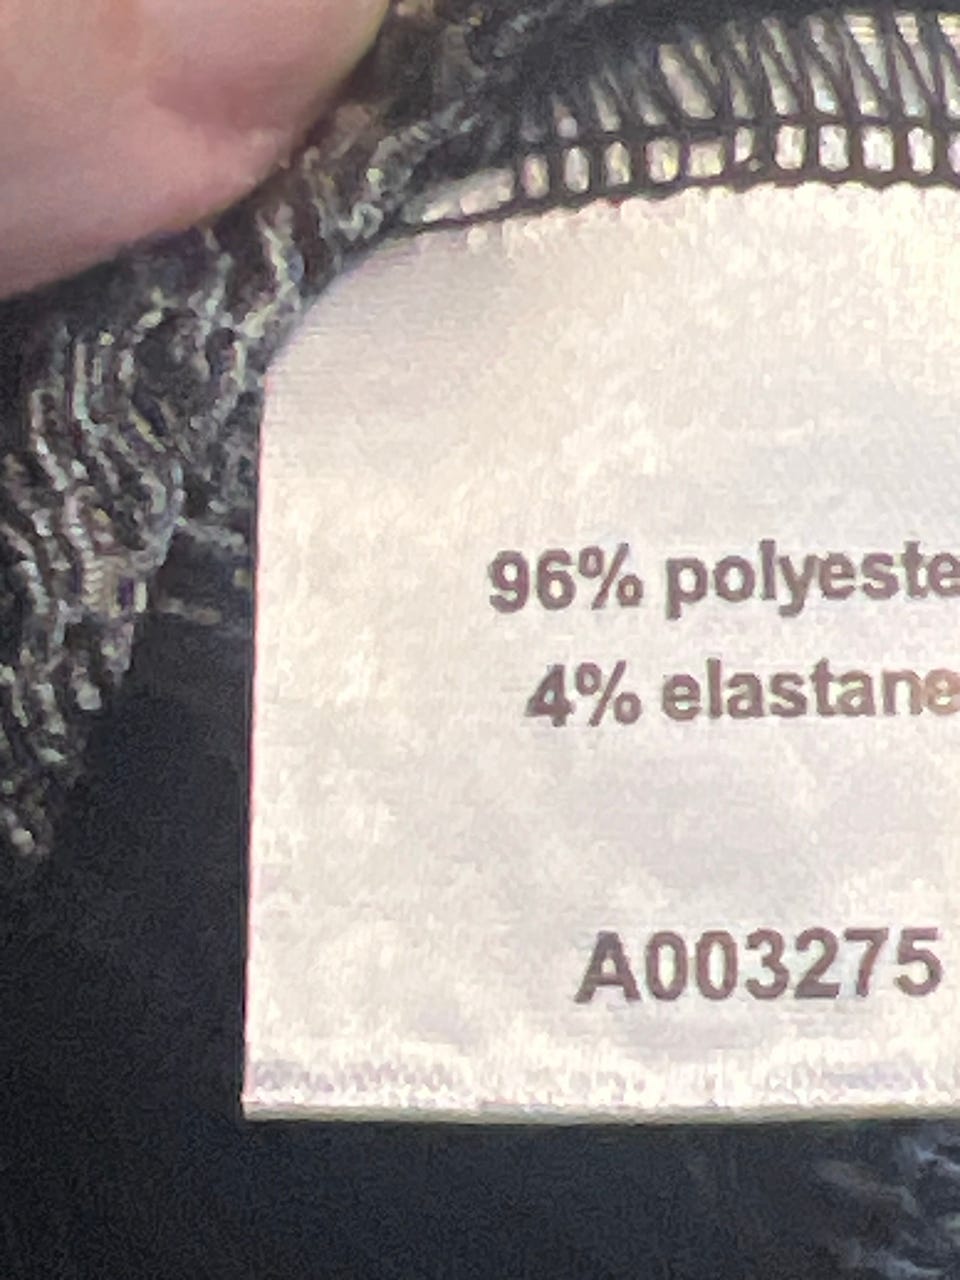 96% polyeste
4% elastane
A003275